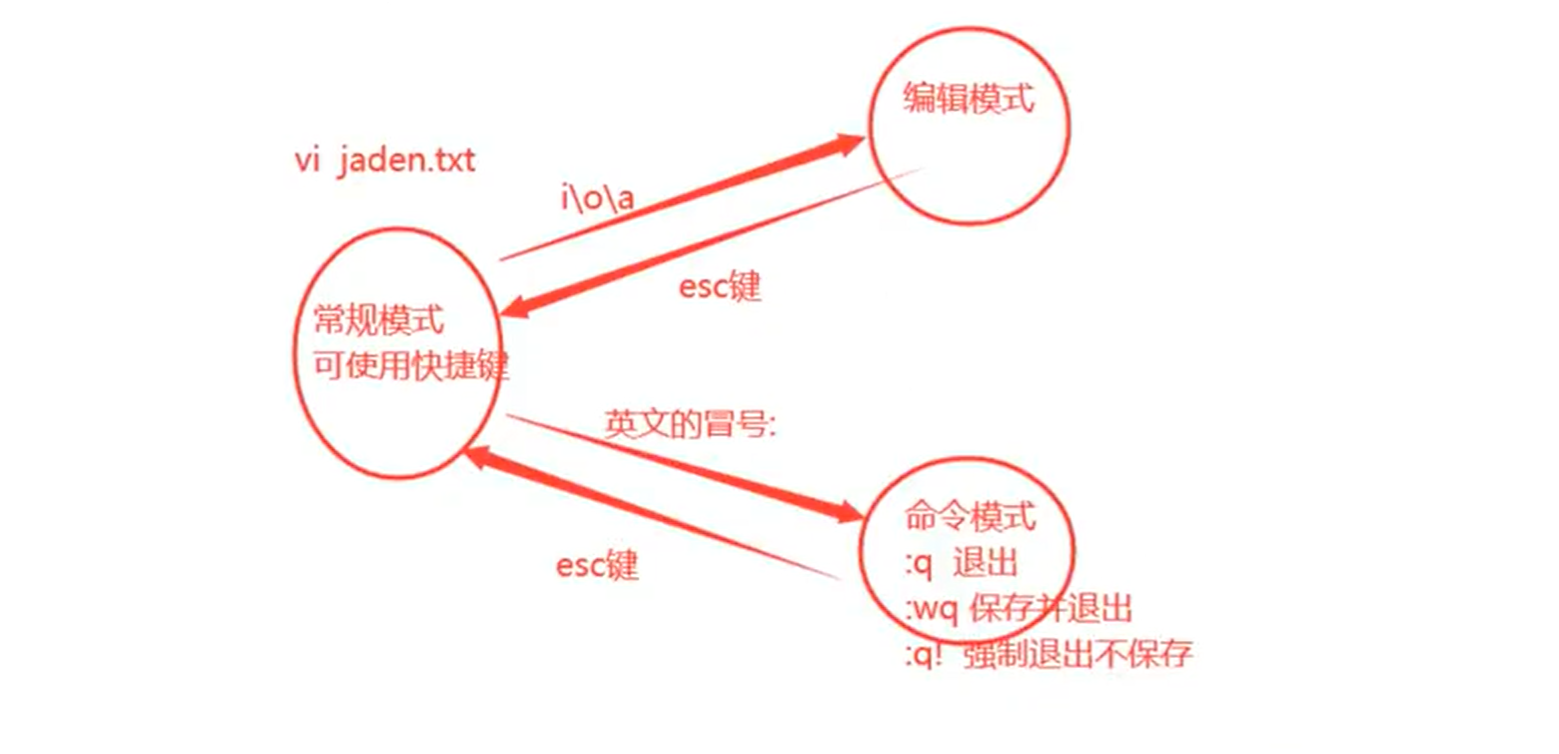 编辑模式
vi jaden.txt
i\o\a
esc键
常规模式
可使用快捷键
英文的冒号:
命令模式
:q 退出
:wq 保存并退出
:q! 强制退出不保存
esc键